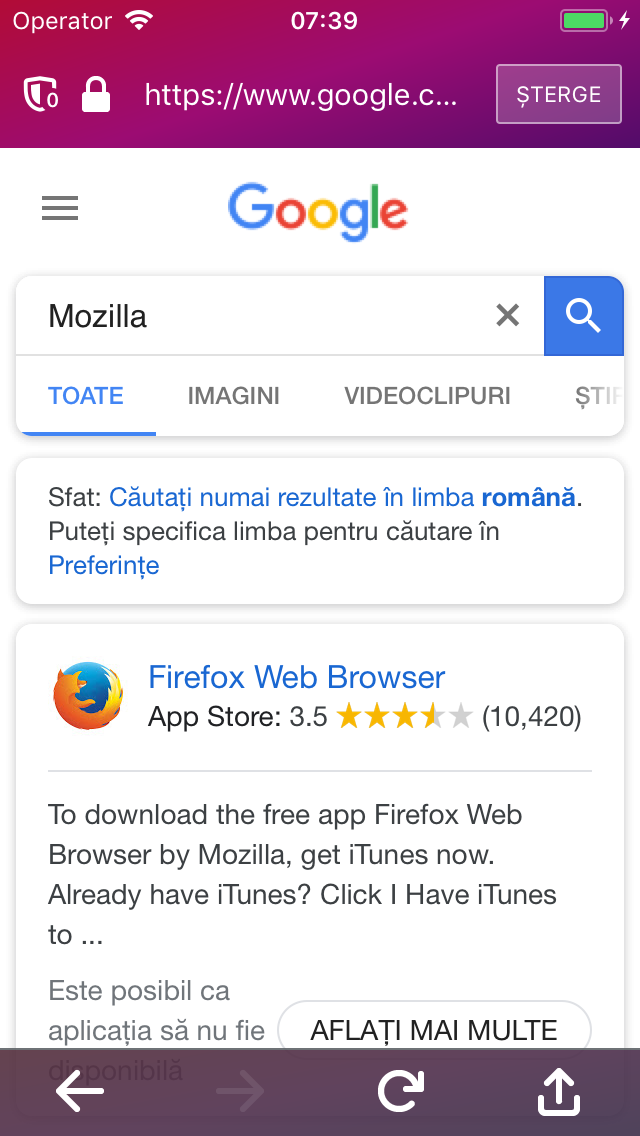 Operator 07:39
0 https://www.google.c... ȘTERGE
Google
Mozilla
TOATE IMAGINI VIDEOCLIPURI ȘTIR
Sfat: Căutați numai rezultate în limba română.
Puteți specifica limba pentru căutare în
Preferințe
Firefox Web Browser
App Store: 3.5 (10,420)
To download the free app Firefox Web
Browser by Mozilla, get iTunes now.
Already have iTunes? Click I Have iTunes
to ...
Este posibil ca
aplicația să nu fie
disponibilă
AFLAȚI MAI MULTE